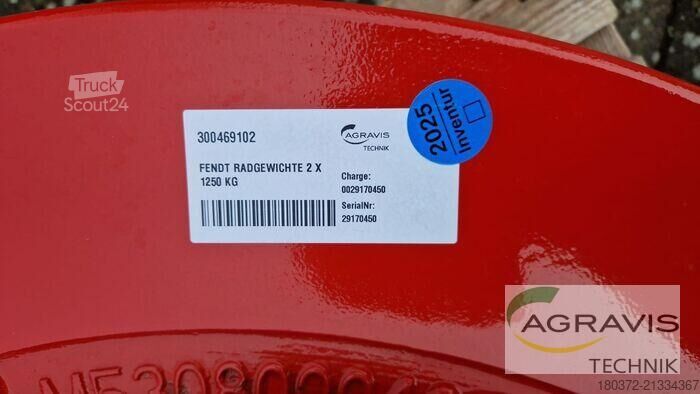 Truck
Scout24
300469102
AGRAVIS
TECHNIK
FENDT RADGEWICHTE 2 X
1250 KG
Charge:
0029170450
SerialNr:
29170450
2025
Inventur
AGRAVIS
TECHNIK
180372-21334367